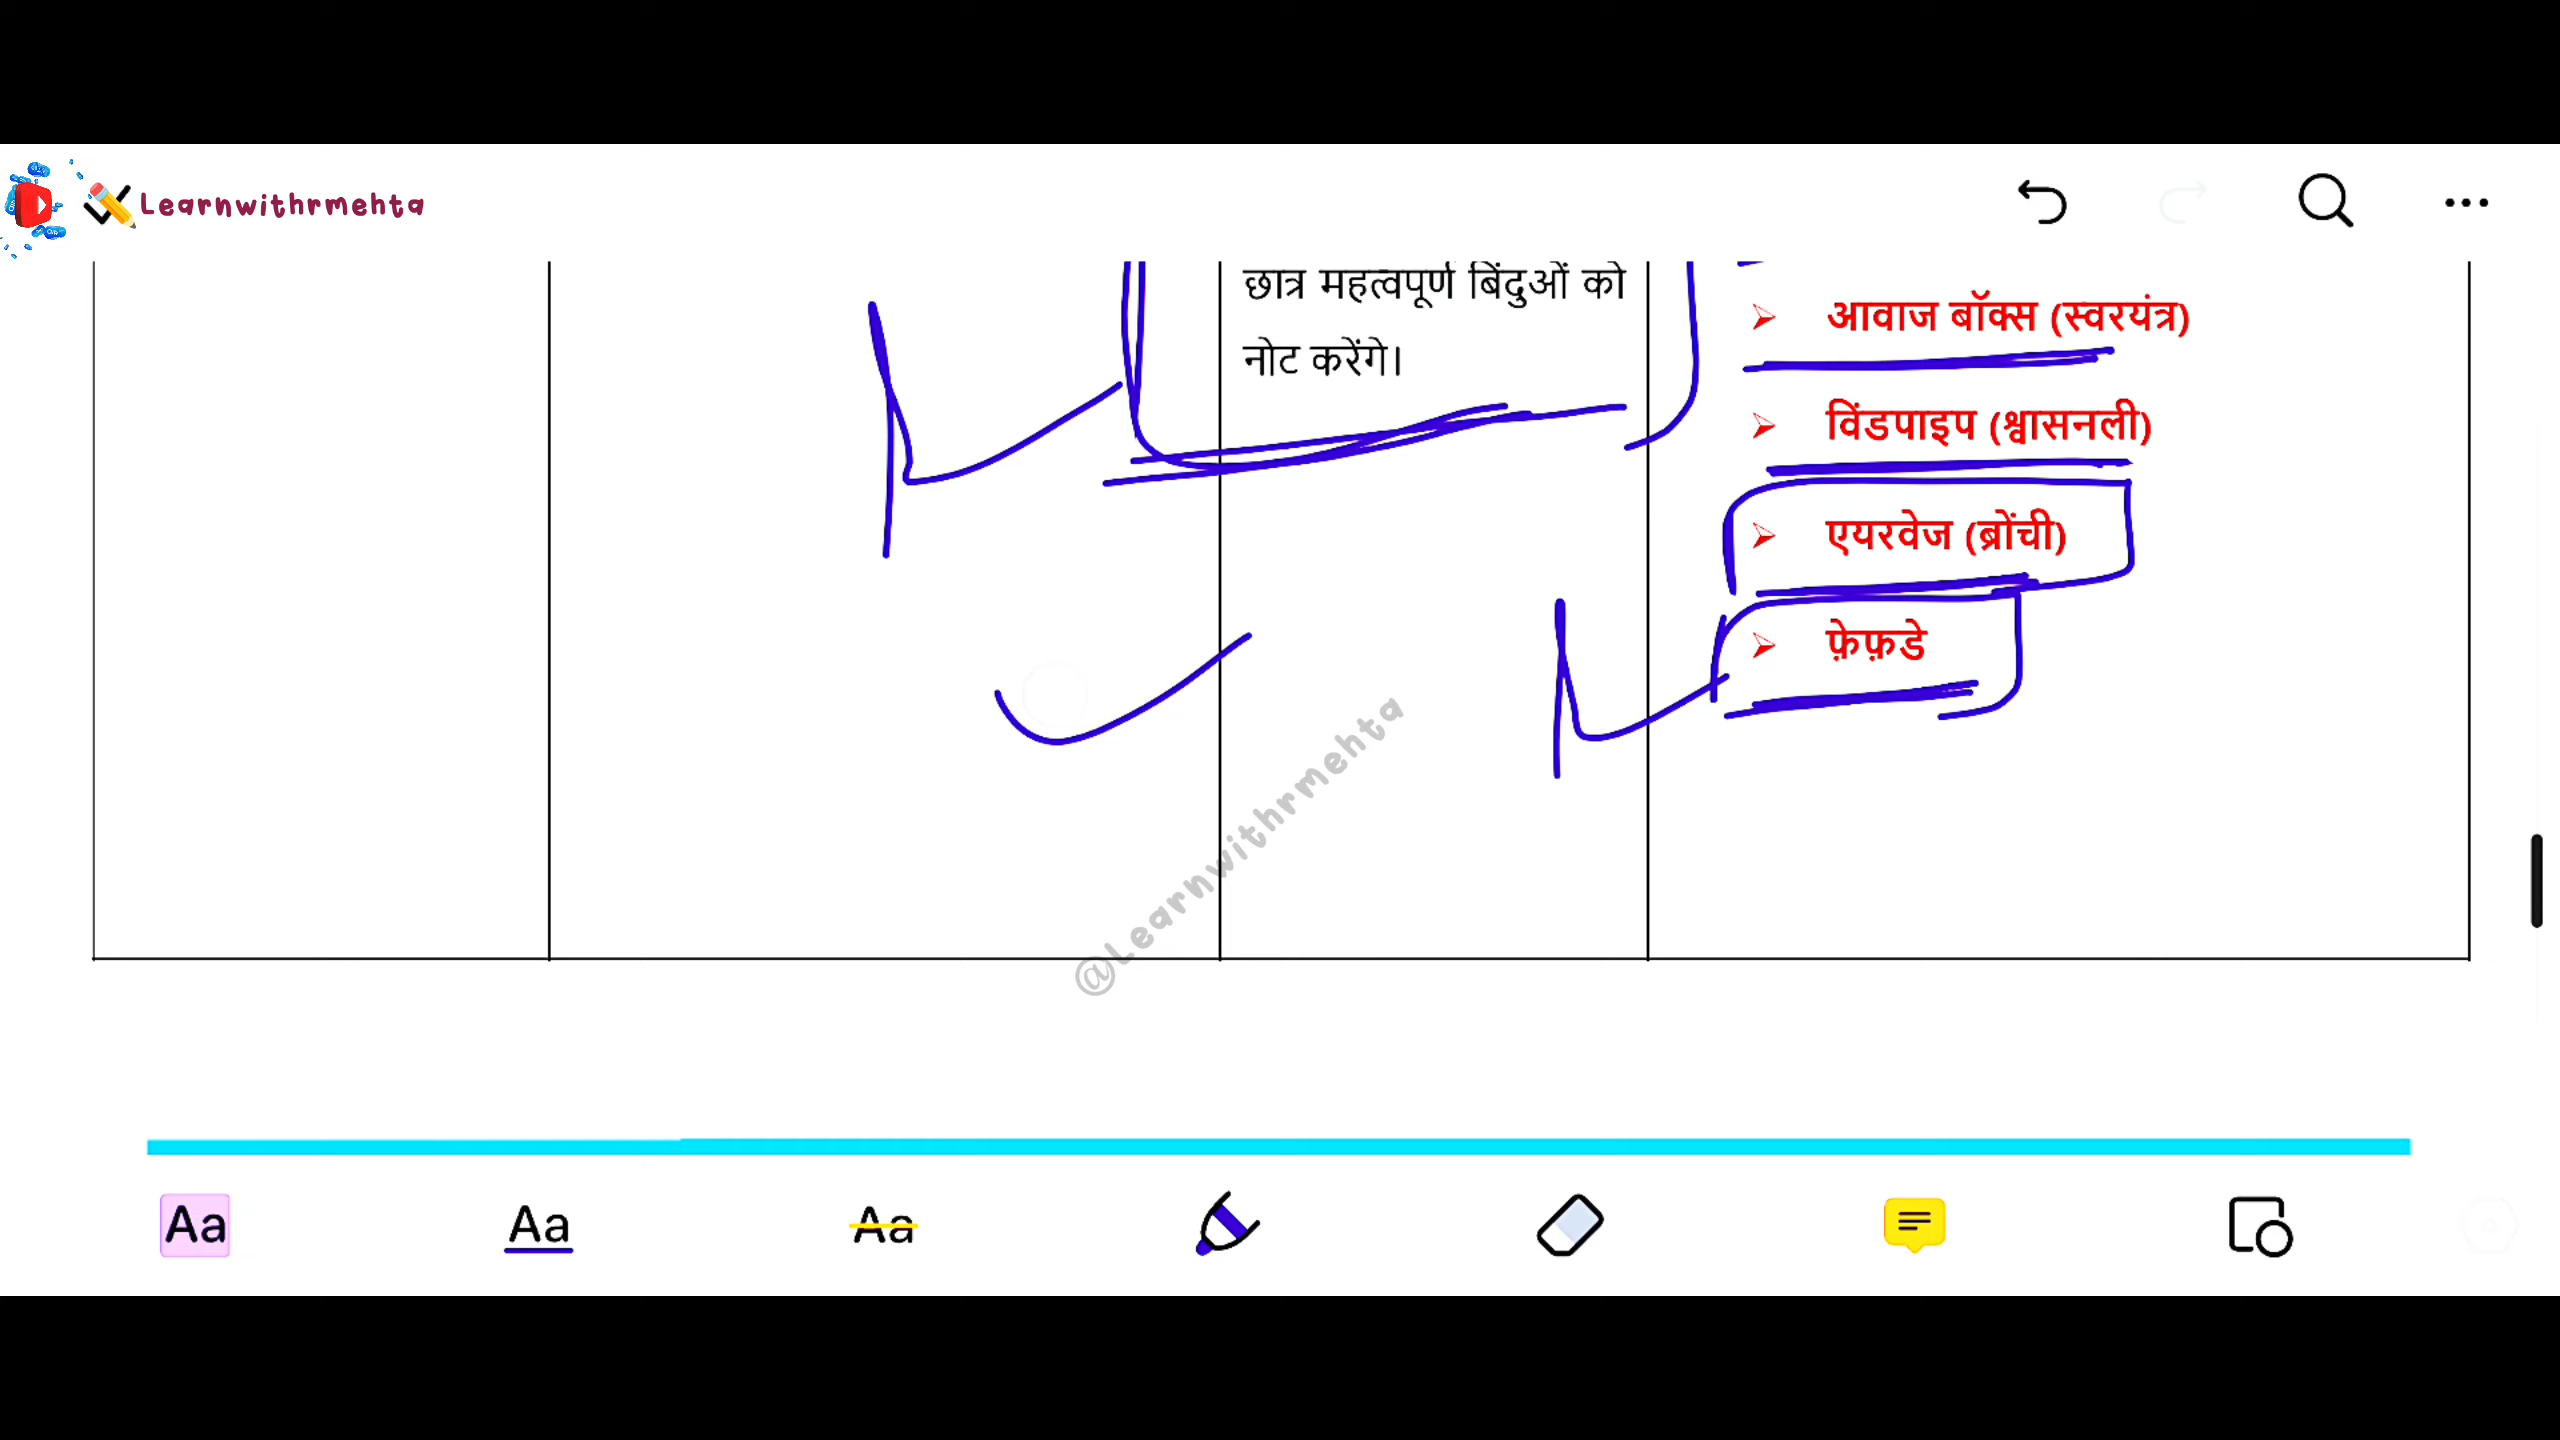 Learnwithrmehta
छात्र महत्वपूर्ण बिंदुओं को
नोट करेंगे।
➢ आवाज बॉक्स (स्वरयंत्र)
➢ विंडपाइप (श्वासनली)
➢ एयरवेज (ब्रोंची)
➢ फ़ेफ़डे
@Learnwithrmehta
Aa Aa Aa